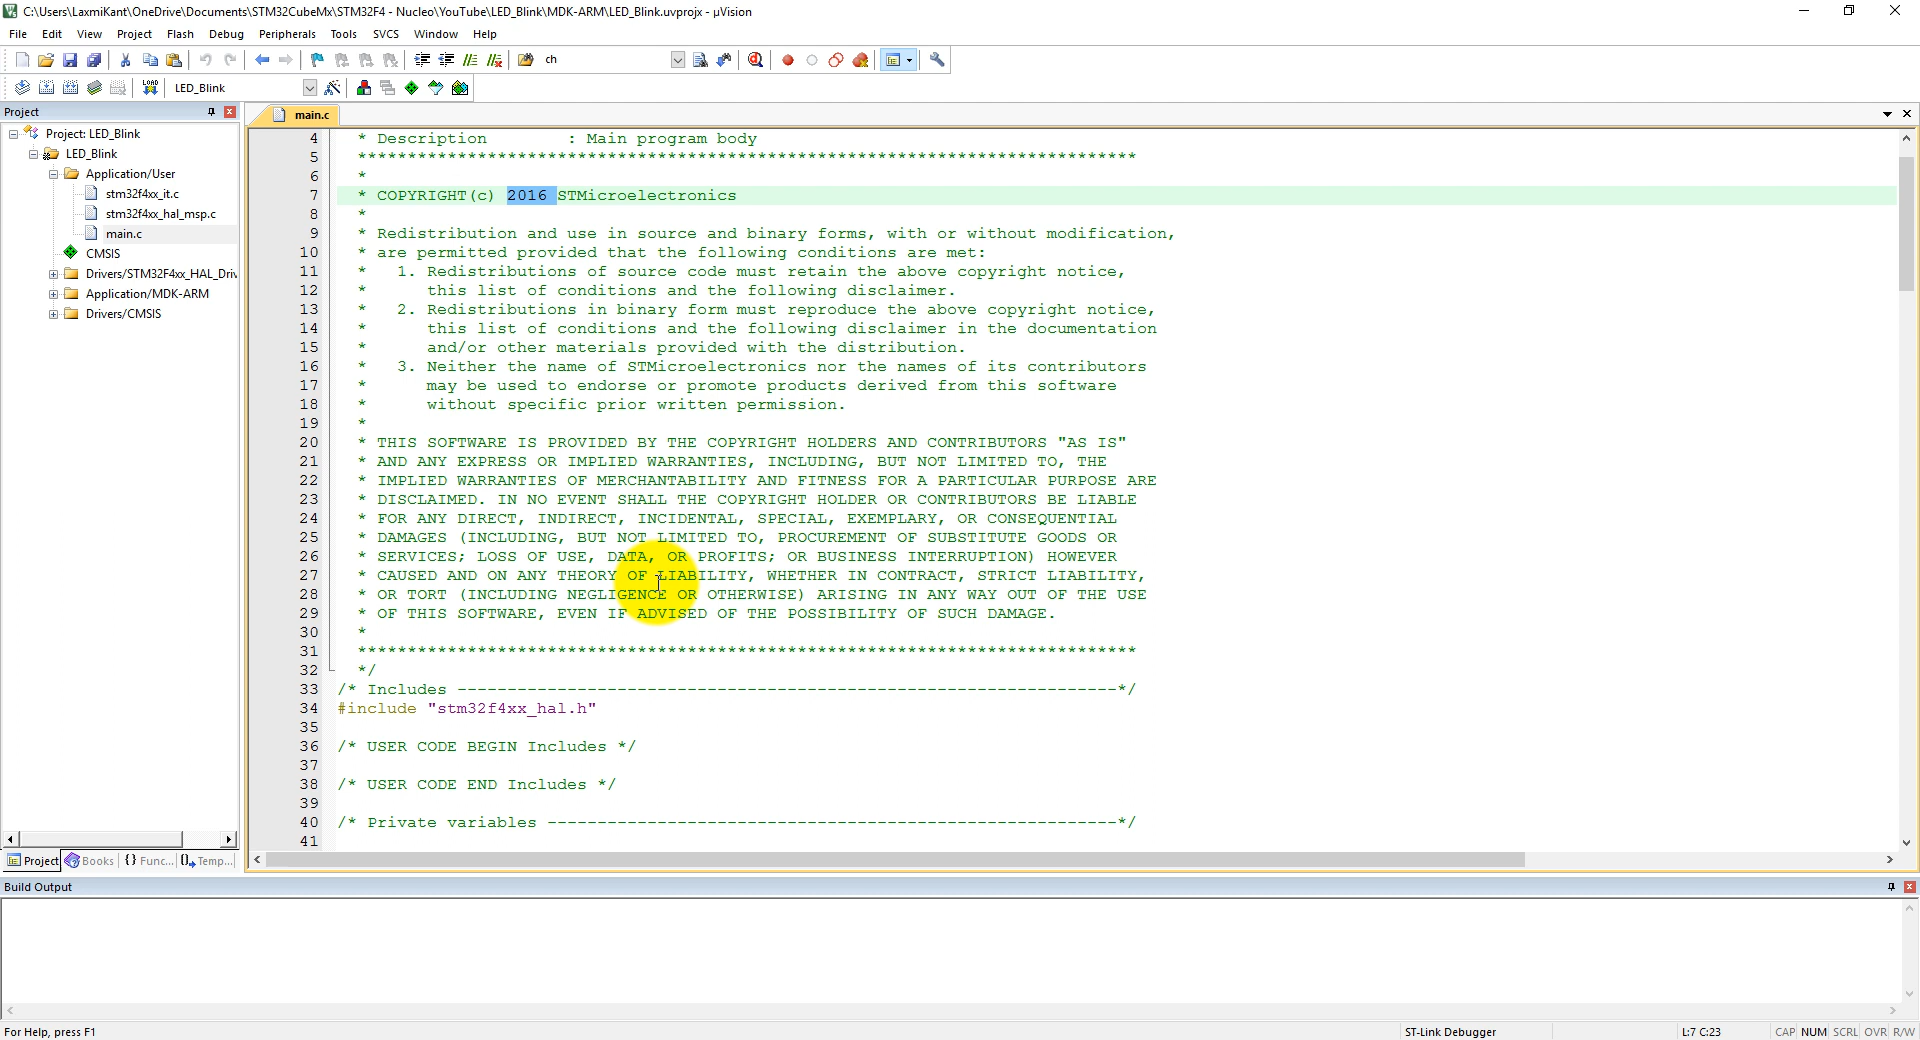 C:\Users\LaxmiKant\OneDrive\Documents\STM32CubeMx\STM32F4 - Nucleo\YouTube\LED_Blink\MDK-ARM\LED_Blink.uvprojx - µVision
File Edit View Project Flash Debug Peripherals Tools SVCS Window Help
ch
LOAD LED_Blink
Project
main.c
Project: LED_Blink
LED_Blink
Application/User
stm32f4xx_it.c
stm32f4xx_hal_msp.c
main.c
CMSIS
Drivers/STM32F4xx_HAL_Driv
Application/MDK-ARM
Drivers/CMSIS
4 * Description : Main program body
5 ******************************************************************************
6 *
7 * COPYRIGHT(c) 2016 STMicroelectronics
8 *
9 * Redistribution and use in source and binary forms, with or without modification,
10 * are permitted provided that the following conditions are met:
11 * 1. Redistributions of source code must retain the above copyright notice,
12 * this list of conditions and the following disclaimer.
13 * 2. Redistributions in binary form must reproduce the above copyright notice,
14 * this list of conditions and the following disclaimer in the documentation
15 * and/or other materials provided with the distribution.
16 * 3. Neither the name of STMicroelectronics nor the names of its contributors
17 * may be used to endorse or promote products derived from this software
18 * without specific prior written permission.
19 *
20 * THIS SOFTWARE IS PROVIDED BY THE COPYRIGHT HOLDERS AND CONTRIBUTORS "AS IS"
21 * AND ANY EXPRESS OR IMPLIED WARRANTIES, INCLUDING, BUT NOT LIMITED TO, THE
22 * IMPLIED WARRANTIES OF MERCHANTABILITY AND FITNESS FOR A PARTICULAR PURPOSE ARE
23 * DISCLAIMED. IN NO EVENT SHALL THE COPYRIGHT HOLDER OR CONTRIBUTORS BE LIABLE
24 * FOR ANY DIRECT, INDIRECT, INCIDENTAL, SPECIAL, EXEMPLARY, OR CONSEQUENTIAL
25 * DAMAGES (INCLUDING, BUT NOT LIMITED TO, PROCUREMENT OF SUBSTITUTE GOODS OR
26 * SERVICES; LOSS OF USE, DATA, OR PROFITS; OR BUSINESS INTERRUPTION) HOWEVER
27 * CAUSED AND ON ANY THEORY OF LIABILITY, WHETHER IN CONTRACT, STRICT LIABILITY,
28 * OR TORT (INCLUDING NEGLIGENCE OR OTHERWISE) ARISING IN ANY WAY OUT OF THE USE
29 * OF THIS SOFTWARE, EVEN IF ADVISED OF THE POSSIBILITY OF SUCH DAMAGE.
30 *
31 ******************************************************************************
32 */
33 /* Includes ------------------------------------------------------------------*/
34 #include "stm32f4xx_hal.h"
35
36 /* USER CODE BEGIN Includes */
37
38 /* USER CODE END Includes */
39
40 /* Private variables ---------------------------------------------------------*/
41
Project Books {} Func... Temp...
Build Output
For Help, press F1 ST-Link Debugger L:7 C:23 CAP NUM SCRL OVR R/W